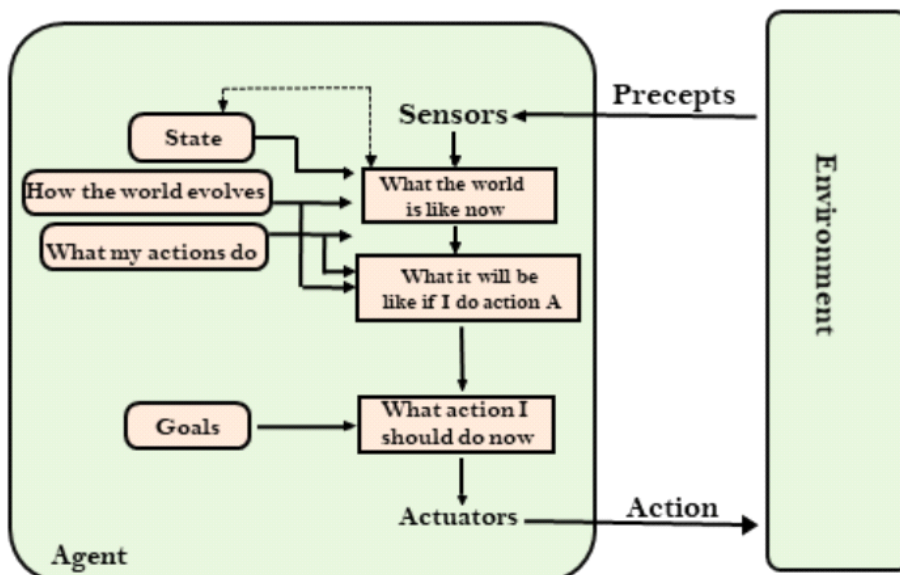 Precepts
Sensors
State
What the world
is like now
How the world evolves
What my actions do
What it will be
like if I do action A
Environment
Goals
What action I
should do now
Actuators
Action
Agent